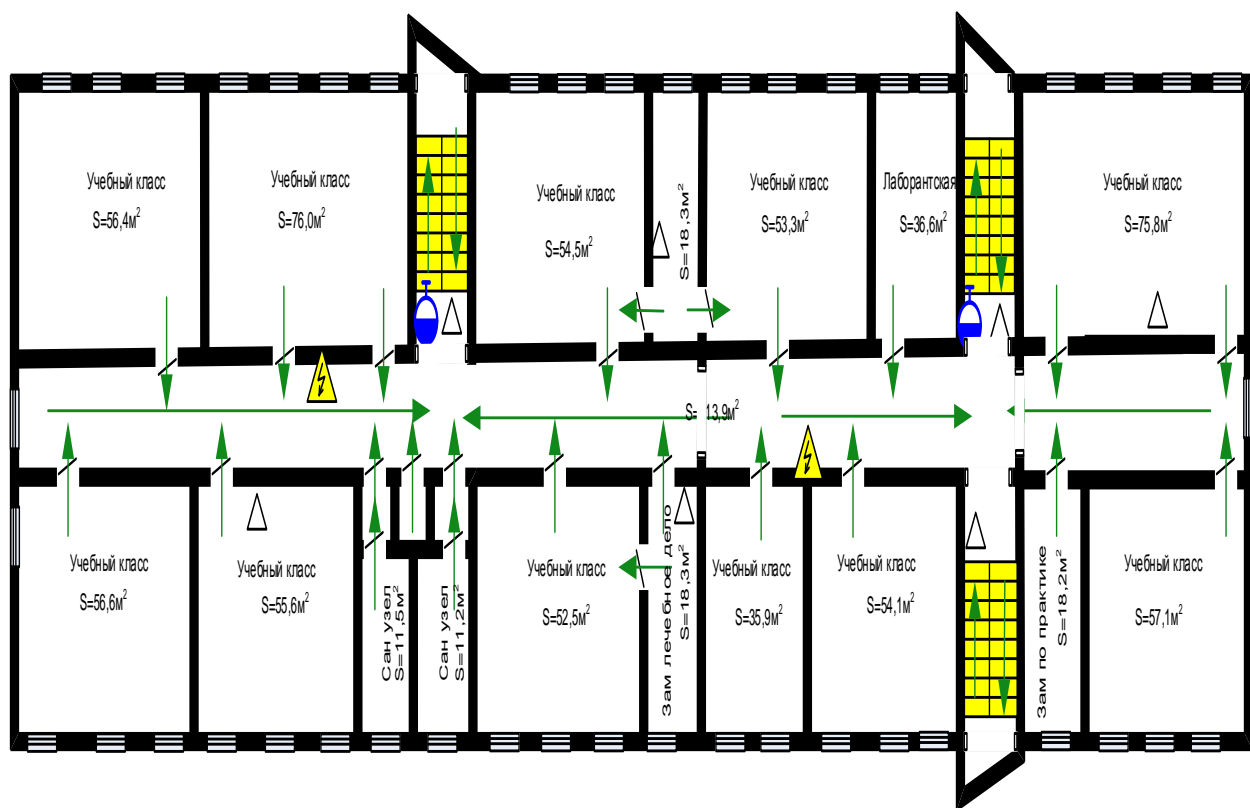 Учебный класс
S=56,4м²
Учебный класс
S=76,0м²
Учебный класс
S=54,5м²
S=18,3м²
Учебный класс
S=53,3м²
Лаборантская
S=36,6м²
Учебный класс
S=75,8м²
S=13,9м²
Учебный класс
S=56,6м²
Учебный класс
S=55,6м²
Сан узел
S=11,5м²
Сан узел
S=11,2м²
Учебный класс
S=52,5м²
Зам лечебное дело
S=18,3м²
Учебный класс
S=35,9м²
Учебный класс
S=54,1м²
Зам по практике
S=18,2м²
Учебный класс
S=57,1м²